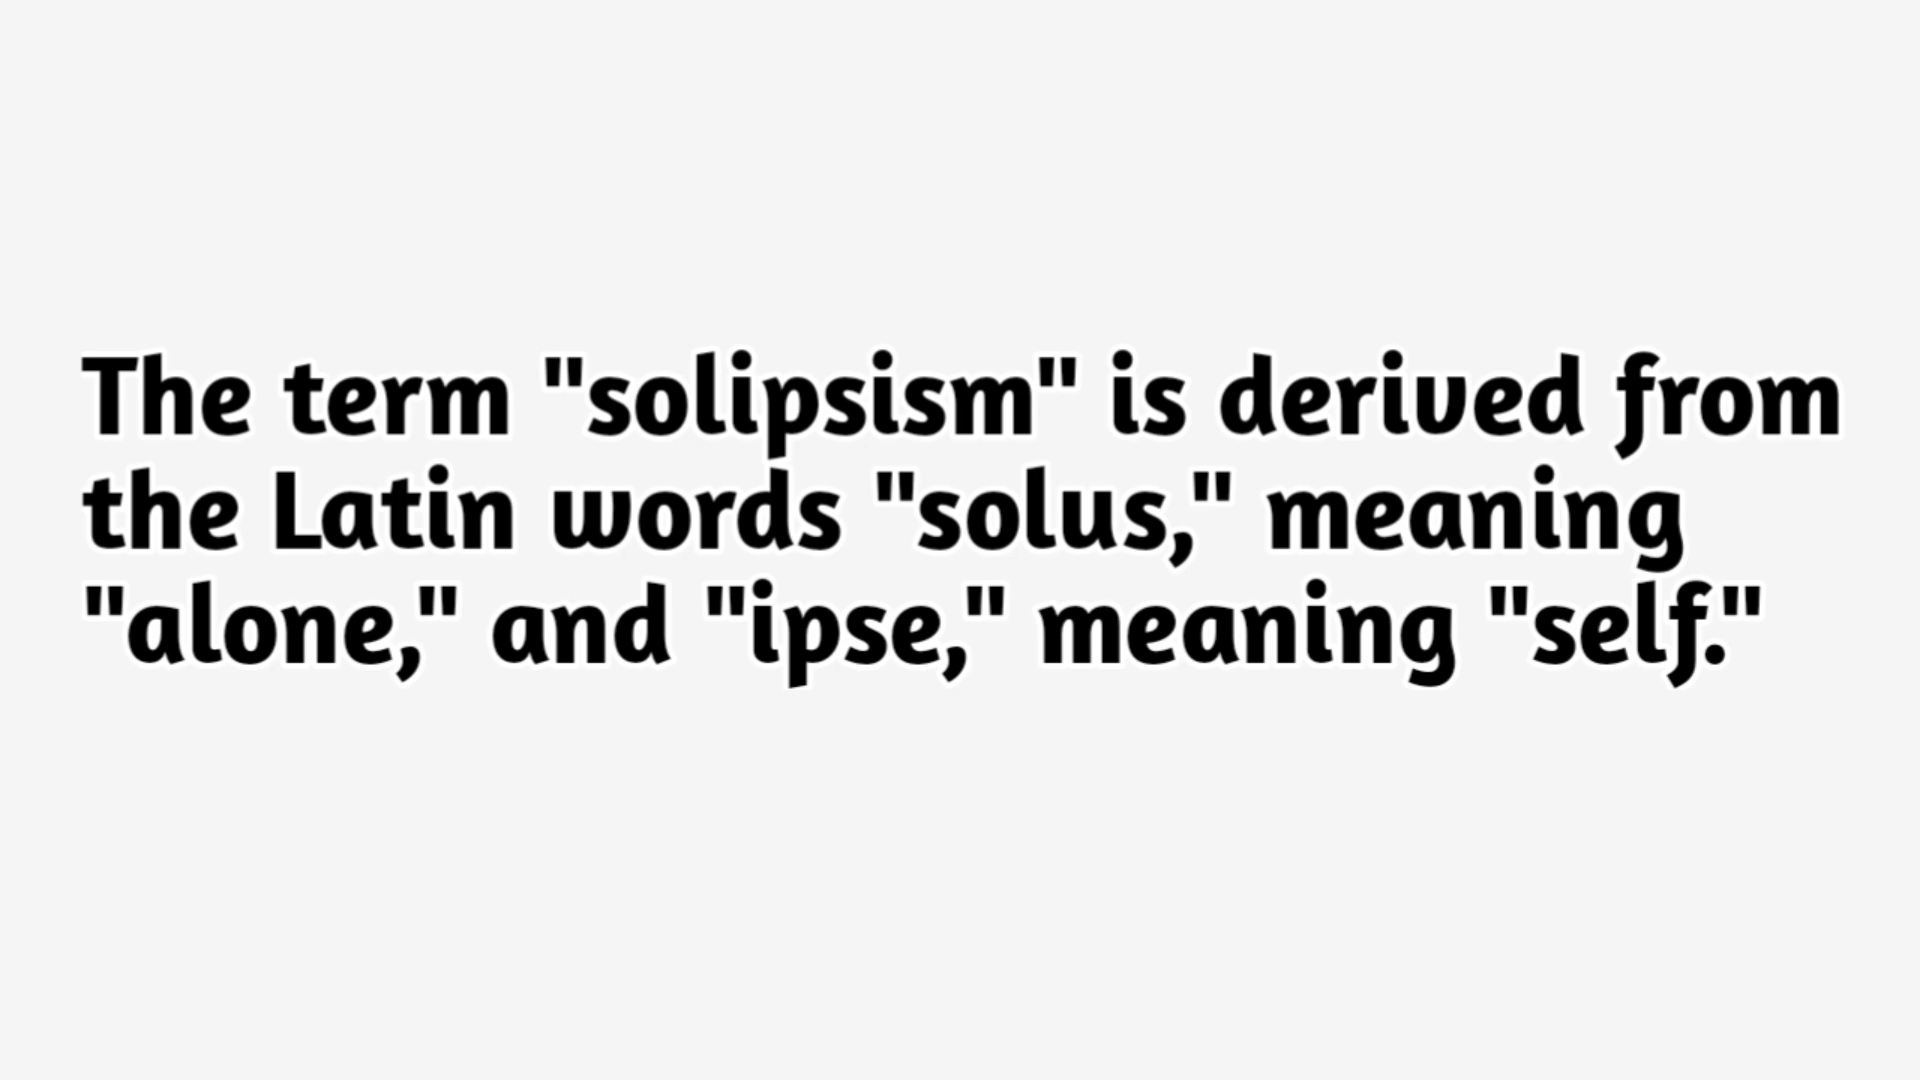 The term "solipsism" is derived from
the Latin words "solus," meaning
"alone," and "ipse," meaning "self."